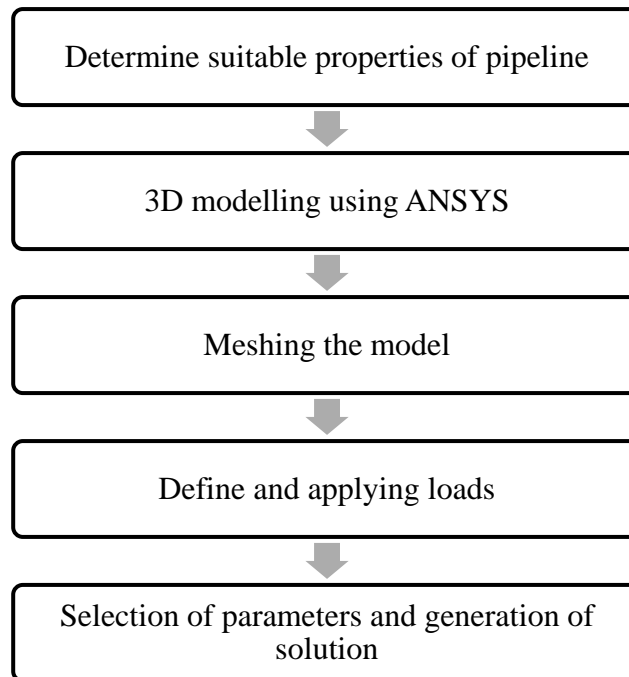 Determine suitable properties of pipeline
3D modelling using ANSYS
Meshing the model
Define and applying loads
Selection of parameters and generation of
solution